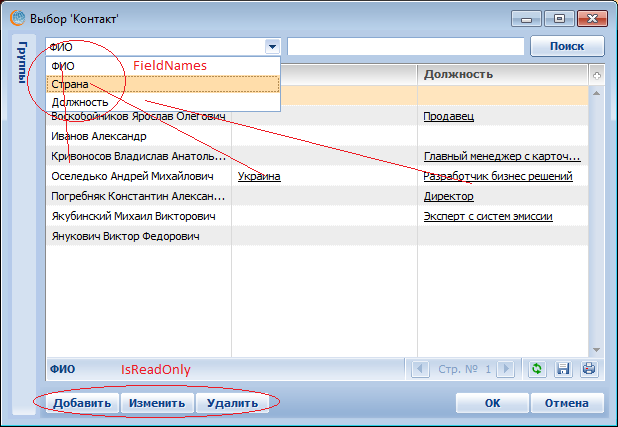 Выбор 'Контакт'
Группы
ФИО
Поиск
ФИО
FieldNames
Страна
Должность
Должность
Воскобойников Ярослав Олегович
Продавец
Иванов Александр
Кривоносов Владислав Анатоль...
Главный менеджер с карточ...
Оселедько Андрей Михайлович
Украина
Разработчик бизнес решений
Погребняк Константин Алексан...
Директор
Якубинский Михаил Викторович
Эксперт с систем эмиссии
Янукович Виктор Федорович
ФИО
IsReadOnly
Стр. № 1
Добавить
Изменить
Удалить
OK
Отмена